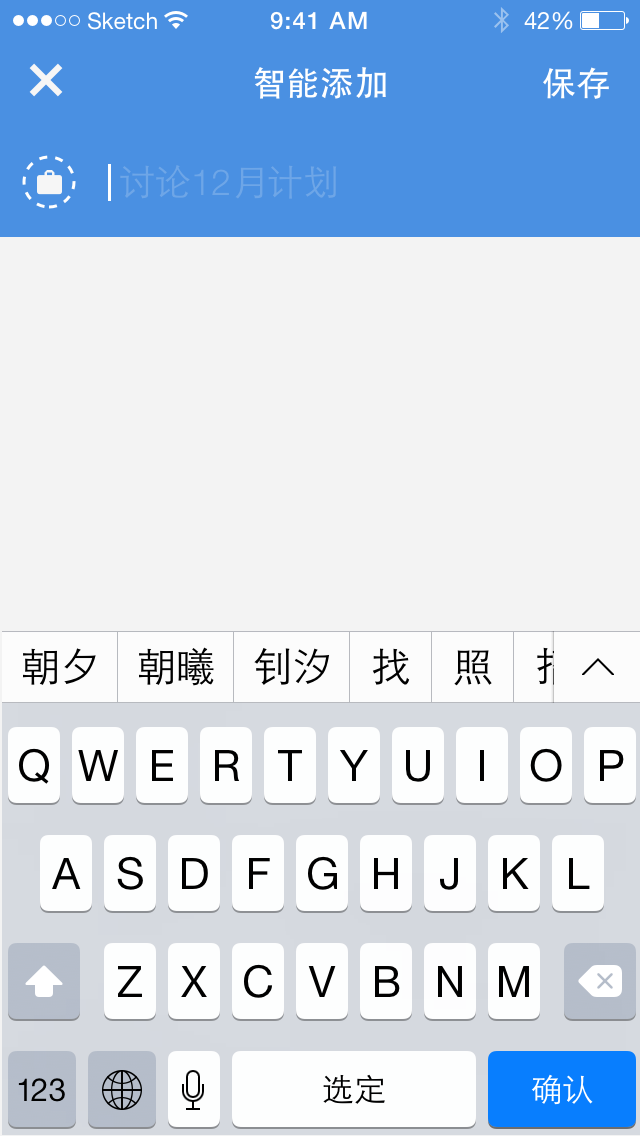 Sketch 9:41 AM 42%
智能添加 保存
讨论12月计划
朝夕 朝曦 钊汐 找 照
Q W E R T Y U I O P
A S D F G H J K L
Z X C V B N M
123 选定 确认